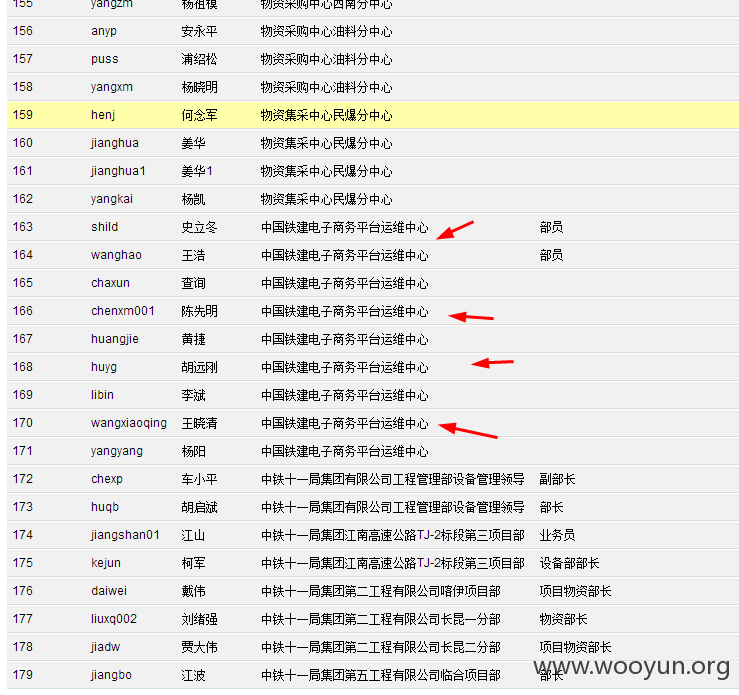 155 yangzm 杨祖模 物资采购中心西南分中心
156 anyp 安永平 物资采购中心油料分中心
157 puss 浦绍松 物资采购中心油料分中心
158 yangxm 杨晓明 物资采购中心油料分中心
159 henj 何念军 物资集采中心民爆分中心
160 jianghua 姜华 物资集采中心民爆分中心
161 jianghua1 姜华1 物资集采中心民爆分中心
162 yangkai 杨凯 物资集采中心民爆分中心
163 shild 史立冬 中国铁建电子商务平台运维中心 部员
164 wanghao 王浩 中国铁建电子商务平台运维中心 部员
165 chaxun 查询 中国铁建电子商务平台运维中心
166 chenxm001 陈先明 中国铁建电子商务平台运维中心
167 huangjie 黄捷 中国铁建电子商务平台运维中心
168 huyg 胡远刚 中国铁建电子商务平台运维中心
169 libin 李斌 中国铁建电子商务平台运维中心
170 wangxiaoqing 王晓清 中国铁建电子商务平台运维中心
171 yangyang 杨阳 中国铁建电子商务平台运维中心
172 chexp 车小平 中铁十一局集团有限公司工程管理部设备管理领导 副部长
173 huqb 胡启斌 中铁十一局集团有限公司工程管理部设备管理领导 部长
174 jiangshan01 江山 中铁十一局集团江南高速公路TJ-2标段第三项目部 业务员
175 kejun 柯军 中铁十一局集团江南高速公路TJ-2标段第三项目部 设备部部长
176 daiwei 戴伟 中铁十一局集团第二工程有限公司喀伊项目部 项目物资部长
177 liuxq002 刘绪强 中铁十一局集团第二工程有限公司长昆一分部 物资部长
178 jiadw 贾大伟 中铁十一局集团第二工程有限公司长昆二分部 项目物资部长
179 jiangbo 江波 中铁十一局集团第五工程有限公司临合项目部 部长
www.wooyun.org